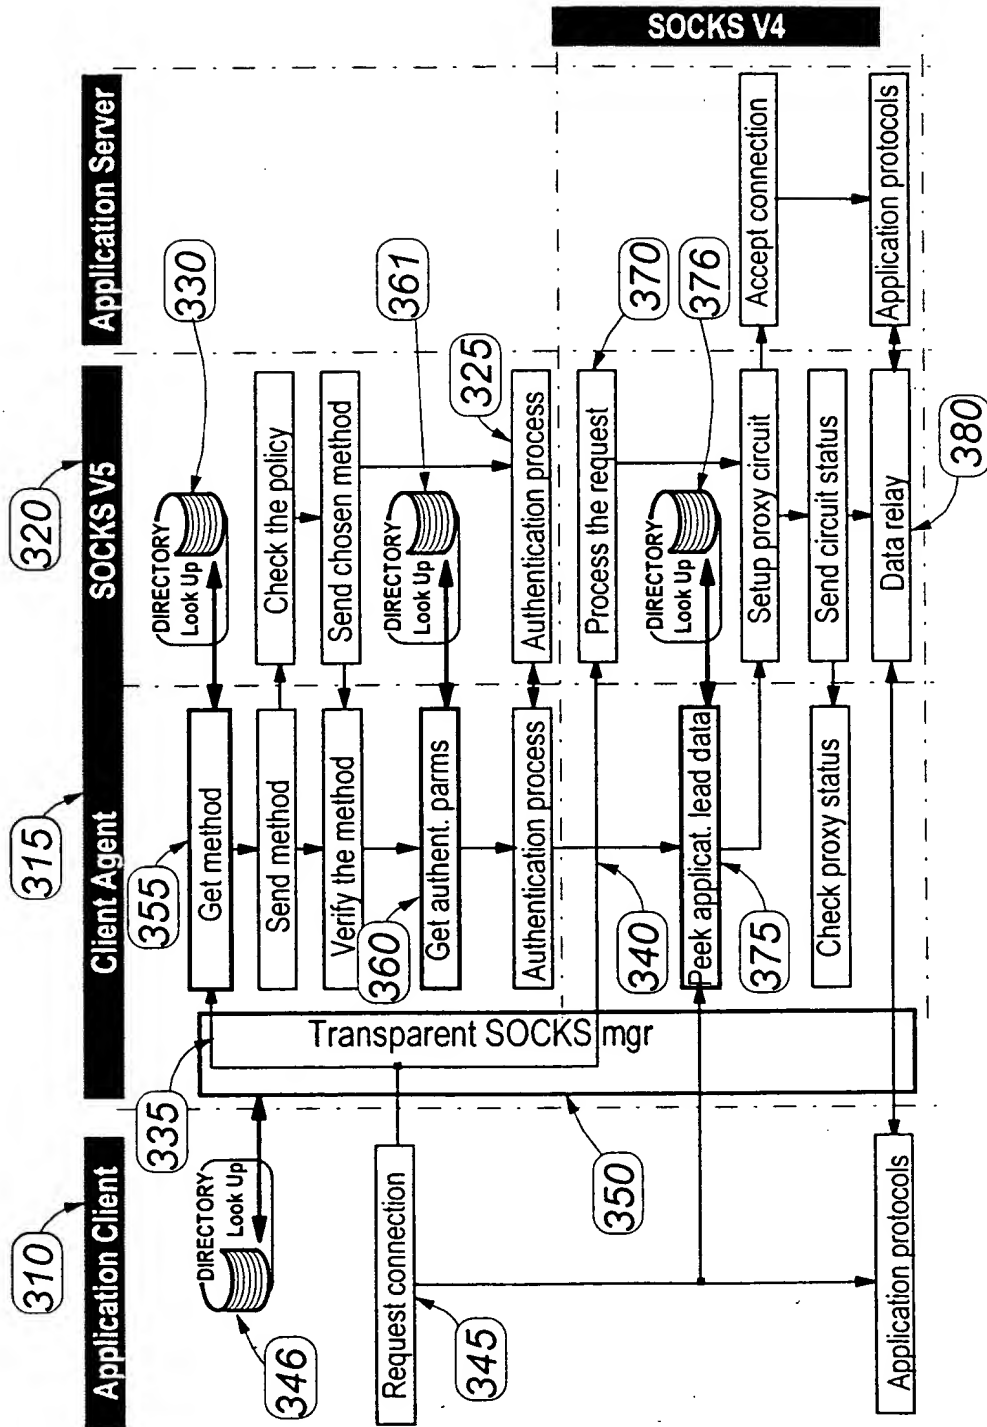 310
315
320
Application Client
Client Agent
SOCKS V5
Application Server
SOCKS V4
335
355
330
346
DIRECTORY
Look Up
Get method
DIRECTORY
Look Up
Send method
Check the policy
Transparent SOCKS mgr
Verify the method
Send chosen method
361
360
Request connection
Get authent. parms
DIRECTORY
Look Up
325
345
Authentication process
Authentication process
350
340
Process the request
370
Peek applicat. lead data
DIRECTORY
Look Up
376
375
Setup proxy circuit
Accept connection
Check proxy status
Send circuit status
Application protocols
Data relay
Application protocols
380